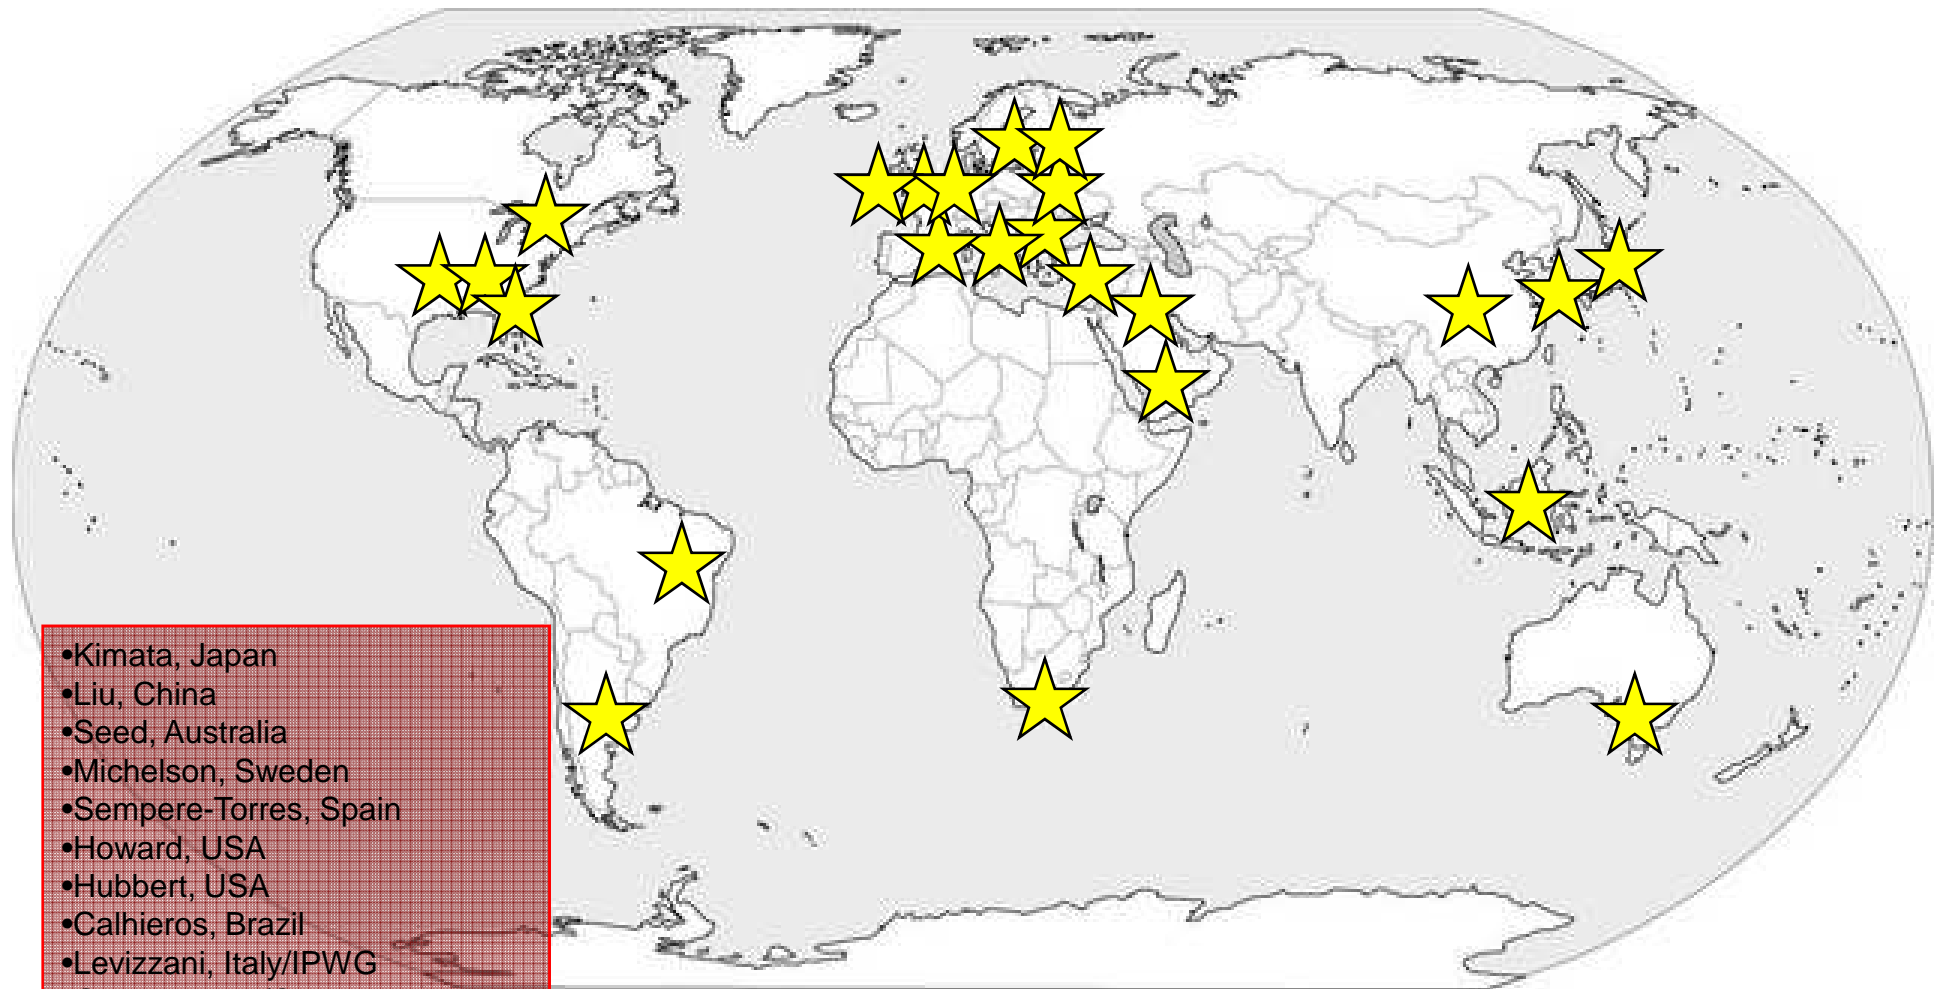 •Kimata, Japan
•Liu, China
•Seed, Australia
•Michelson, Sweden
•Sempere-Torres, Spain
•Howard, USA
•Hubbert, USA
•Calhieros, Brazil
•Levizzani, Italy/IPWG